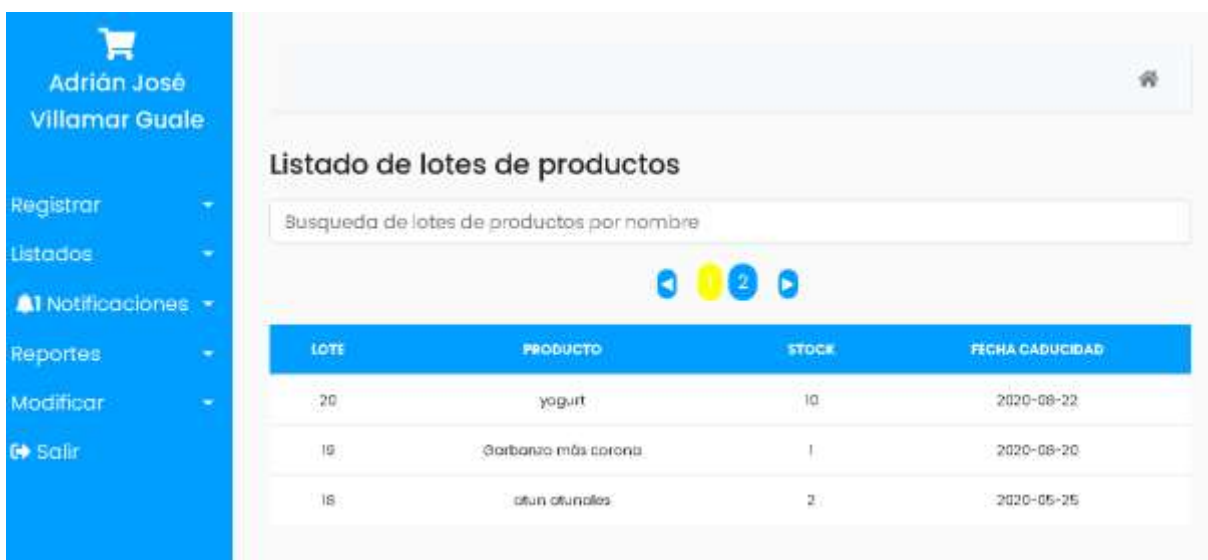 Adrián José
Villamar Guale
Registrar
Listados
1 Notificaciones
Reportes
Modificar
Salir
Listado de lotes de productos
Busqueda de lotes de productos por nombre
1 2
LOTE PRODUCTO STOCK FECHA CADUCIDAD
20 yogurt 10 2020-08-22
19 Garbanzo más corona 1 2020-08-20
18 atun atunales 2 2020-05-25